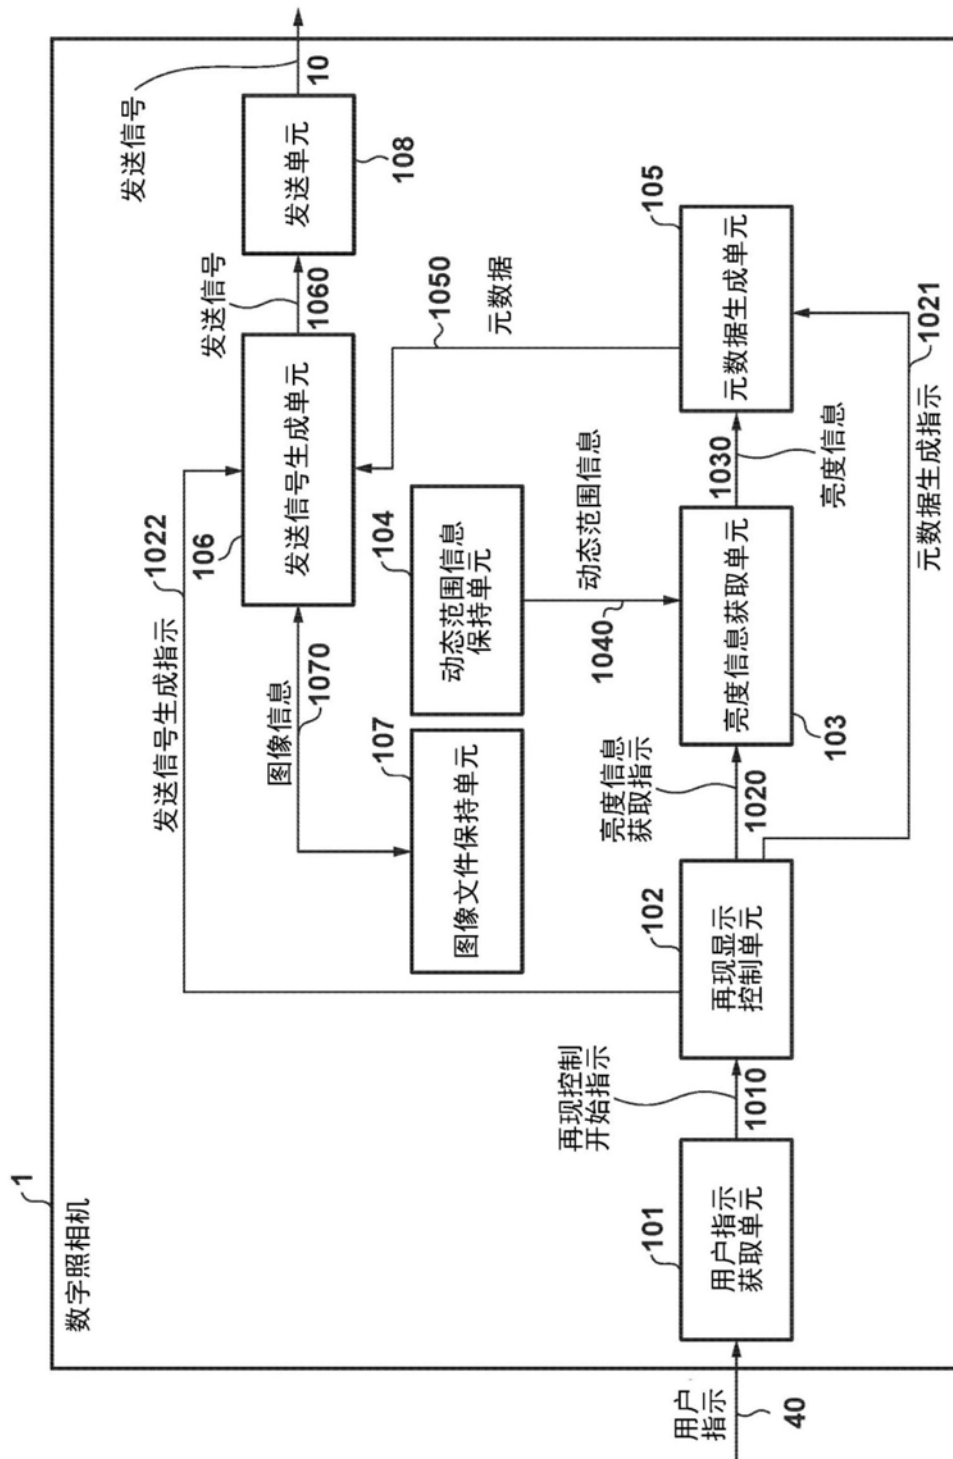 1
数字照相机
发送信号
10
发送单元
108
发送信号
1060
发送信号生成单元
106
发送信号生成指示
1022
图像信息
1070
图像文件保持单元
107
动态范围信息
保持单元
104
动态范围信息
1040
元数据
1050
用户
指示
40
用户指示
获取单元
101
再现控制
开始指示
1010
再现显示
控制单元
102
亮度信息
获取指示
1020
亮度信息获取单元
103
亮度信息
1030
元数据生成单元
105
元数据生成指示
1021